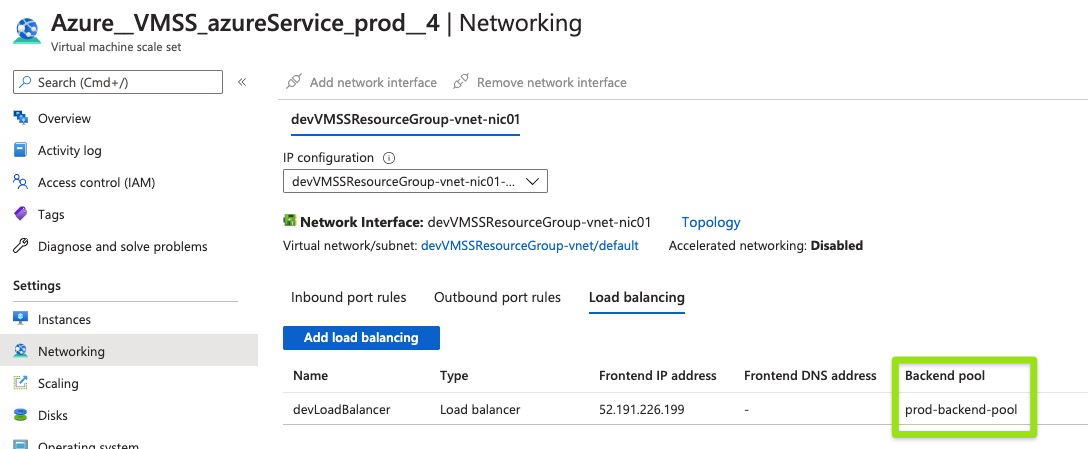 Azure__VMSS_azureService_prod__4 | Networking
Virtual machine scale set
Search (Cmd+/)
«
Overview
Activity log
Access control (IAM)
Tags
Diagnose and solve problems
Settings
Instances
Networking
Scaling
Disks
Operating system
Add network interface Remove network interface
devVMSSResourceGroup-vnet-nic01
IP configuration
devVMSSResourceGroup-vnet-nic01-...
Network Interface: devVMSSResourceGroup-vnet-nic01 Topology
Virtual network/subnet: devVMSSResourceGroup-vnet/default Accelerated networking: Disabled
Inbound port rules Outbound port rules Load balancing
Add load balancing
Name Type Frontend IP address Frontend DNS address Backend pool
devLoadBalancer Load balancer 52.191.226.199 - prod-backend-pool